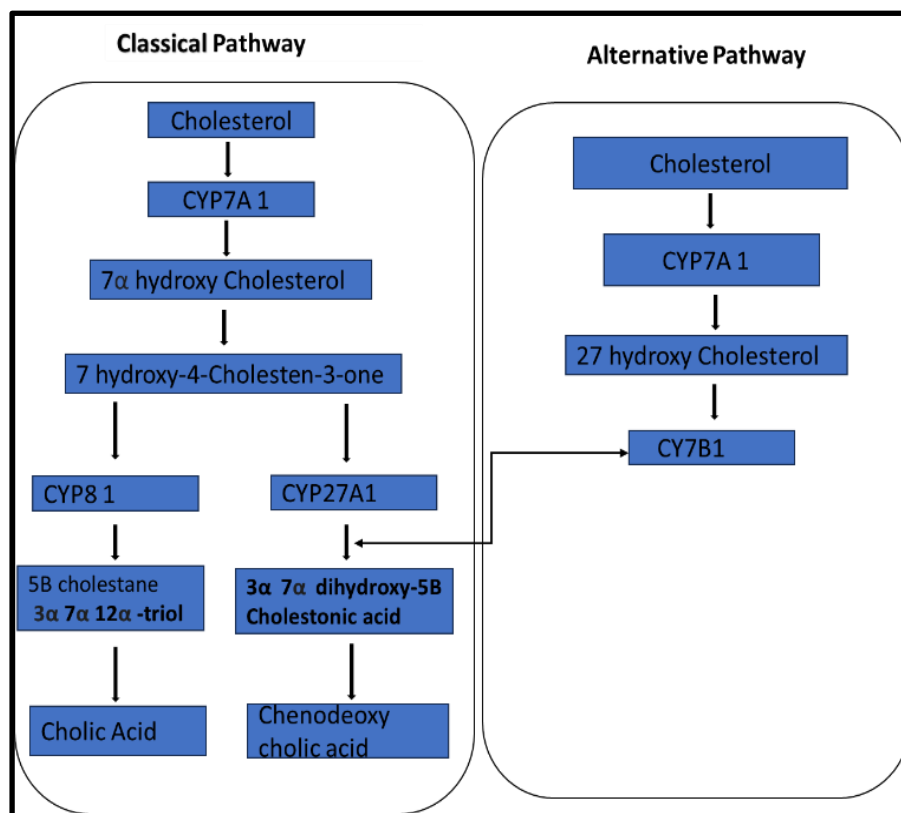 Classical Pathway
Cholesterol
CYP7A 1
7α hydroxy Cholesterol
7 hydroxy-4-Cholesten-3-one
CYP8 1
CYP27A1
5B cholestane
3α 7α 12α -triol
3α 7α dihydroxy-5B
Cholestonic acid
Cholic Acid
Chenodeoxy
cholic acid
Alternative Pathway
Cholesterol
CYP7A 1
27 hydroxy Cholesterol
CY7B1